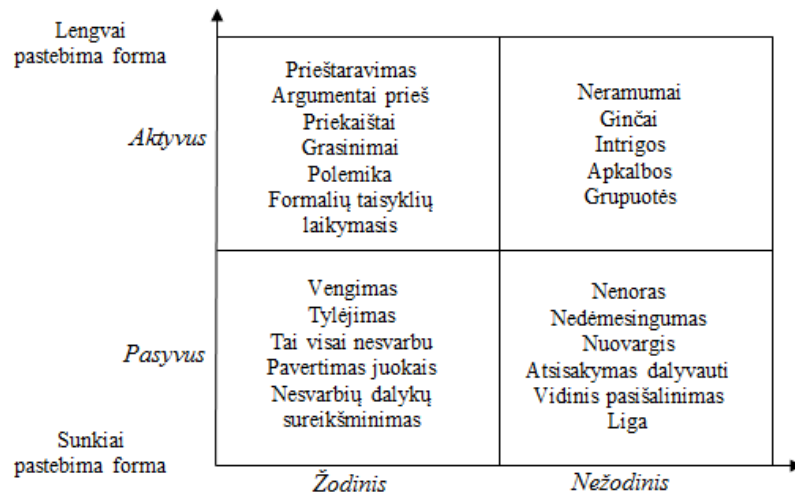 Lengvai
pastebima forma
Aktyvus
Prieštaravimas
Argumentai prieš
Priekaištai
Grasinimai
Polemika
Formalių taisyklių
laikymasis
Neramumai
Ginčai
Intrigos
Apkalbos
Grupuotės
Pasyvus
Vengimas
Tylėjimas
Tai visai nesvarbu
Pavertimas juokais
Nesvarbių dalykų
sureikšminimas
Nenoras
Nedėmesingumas
Nuovargis
Atsisakymas dalyvauti
Vidinis pasišalinimas
Liga
Sunkiai
pastebima forma
Žodinis
Nežodinis